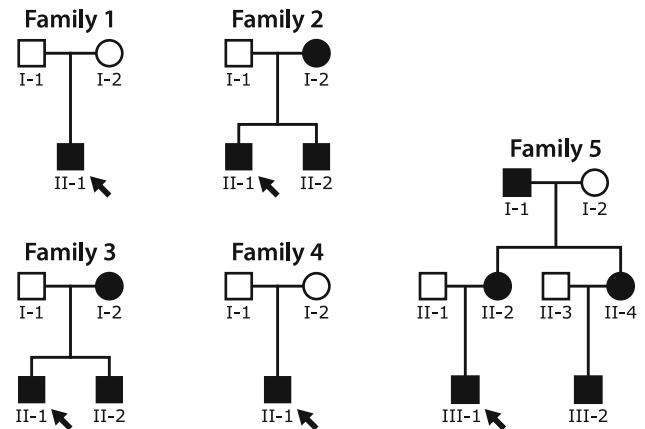 Family 1
I-1 I-2
II-1
Family 2
I-1 I-2
II-1 II-2
Family 3
I-1 I-2
II-1 II-2
Family 4
I-1 I-2
II-1
Family 5
I-1 I-2
II-1 II-2 II-3 II-4
III-1 III-2